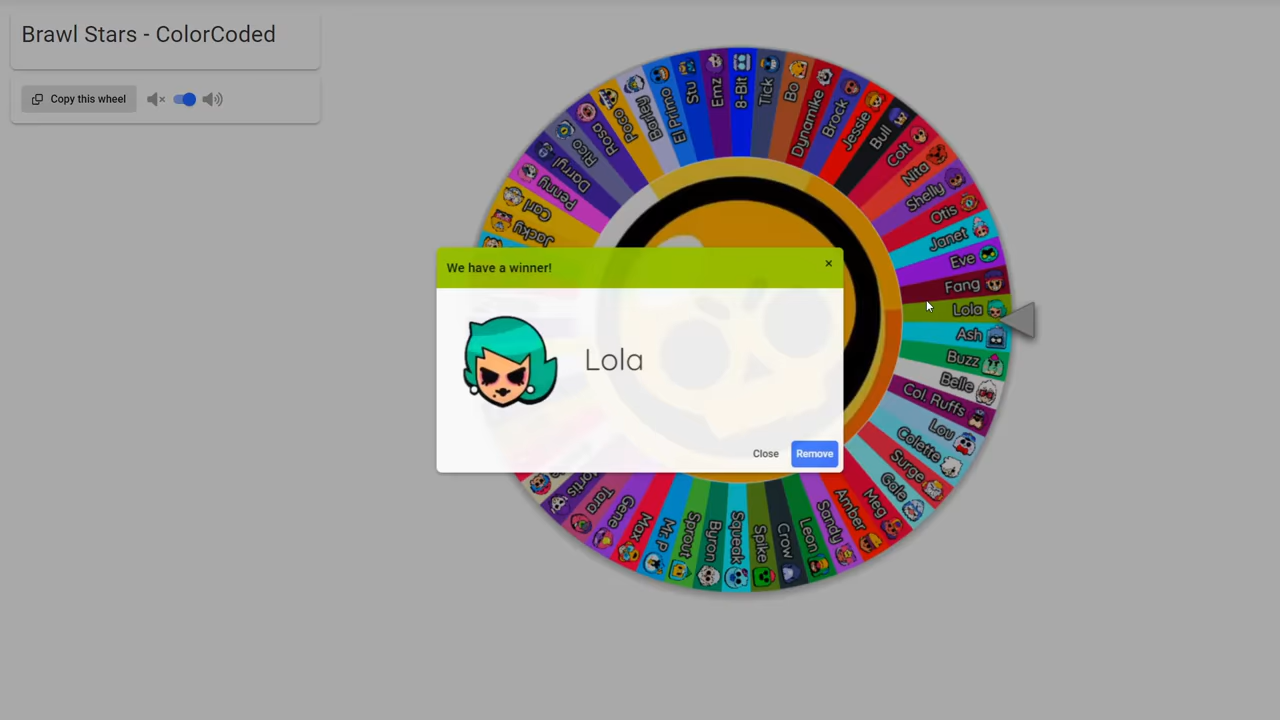 Brawl Stars - ColorCoded
Copy this wheel
Jacky
Carl
Penny
Darryl
Rico
Rosa
Poco
Barley
El Primo
Stu
Emz
8-Bit
Tick
Bo
Dynamike
Brock
Jessie
Bull
Colt
Nita
Shelly
Otis
Janet
Eve
Fang
Lola
Ash
Buzz
Belle
Col. Ruffs
Lou
Colette
Surge
Gale
Meg
Amber
Sandy
Leon
Crow
Spike
Squeak
Byron
Sprout
Mr. P
Max
Gene
Tara
We have a winner!
×
Lola
Close
Remove